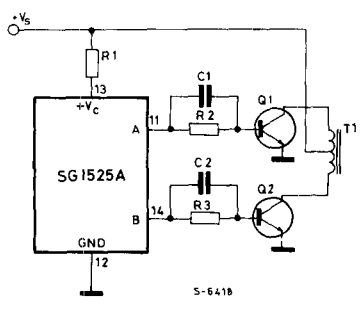 +Vs
R1
13
+Vc
C1
Q1
11
A
R2
T1
SG1525A
C2
Q2
14
B
R3
GND
12
S-6418